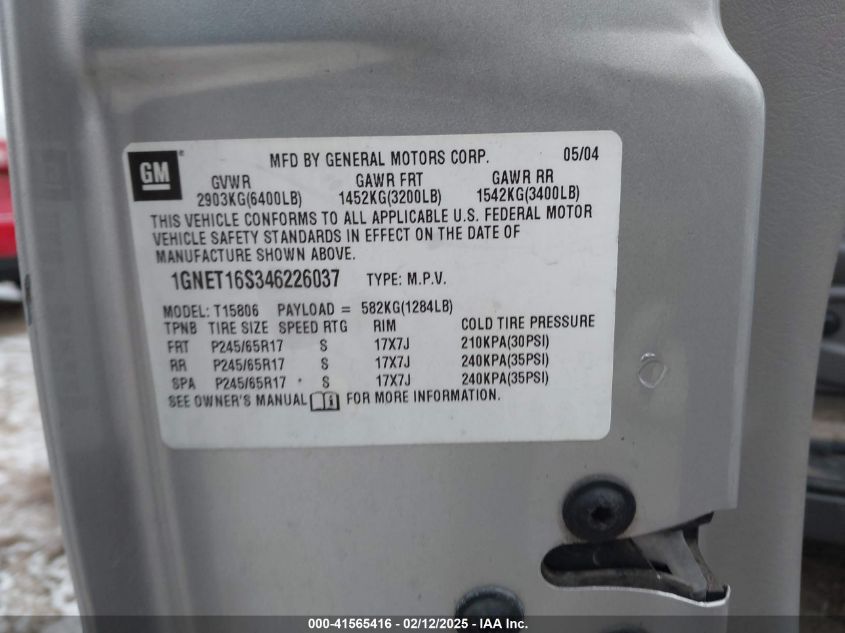 GM
MFD BY GENERAL MOTORS CORP. 05/04
GVWR GAWR FRT GAWR RR
2903KG(6400LB) 1452KG(3200LB) 1542KG(3400LB)
THIS VEHICLE CONFORMS TO ALL APPLICABLE U.S. FEDERAL MOTOR
VEHICLE SAFETY STANDARDS IN EFFECT ON THE DATE OF
MANUFACTURE SHOWN ABOVE.
1GNET16S346226037 TYPE: M.P.V.
MODEL: T15806 PAYLOAD = 582KG(1284LB)
TPNB TIRE SIZE SPEED RTG RIM COLD TIRE PRESSURE
FRT P245/65R17 S 17X7J 210KPA(30PSI)
RR P245/65R17 S 17X7J 240KPA(35PSI)
SPA P245/65R17 S 17X7J 240KPA(35PSI)
SEE OWNER'S MANUAL FOR MORE INFORMATION.
000-41565416 - 02/12/2025 - IAA Inc.